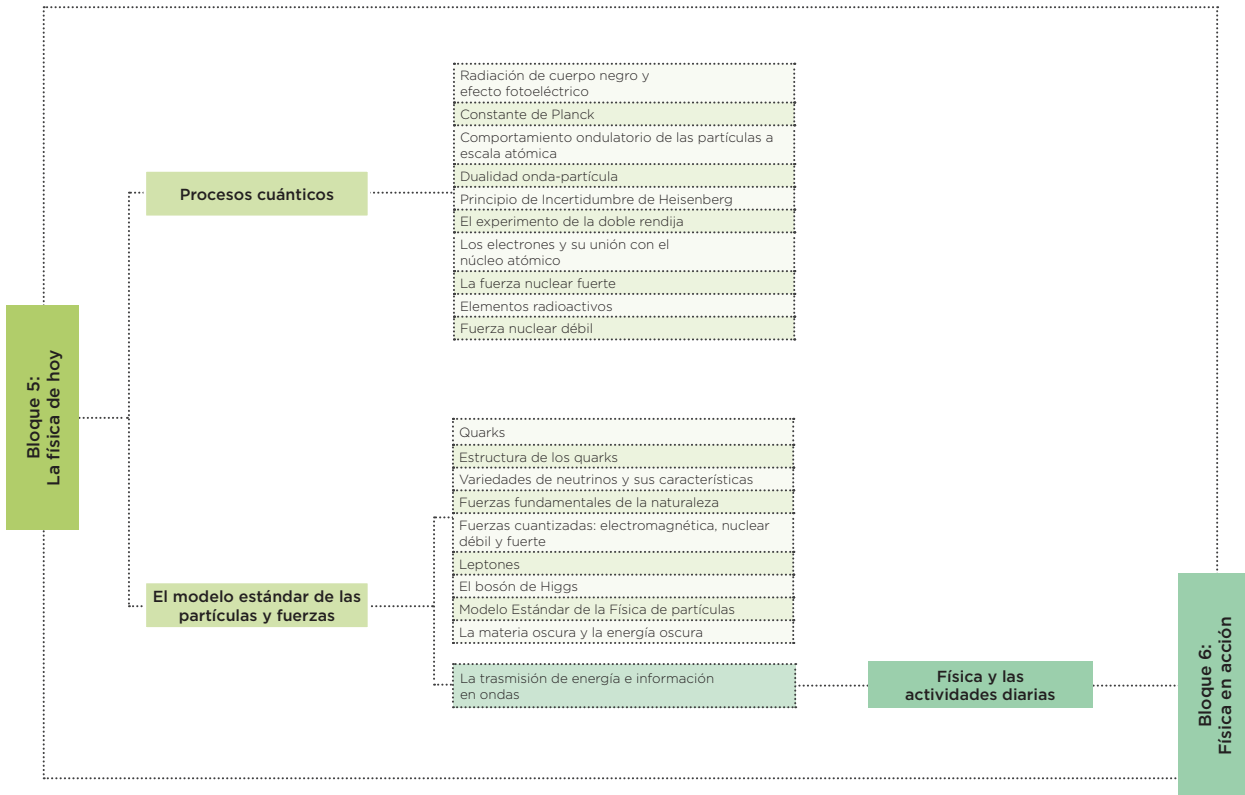 Bloque 5:
La física de hoy
Procesos cuánticos
Radiación de cuerpo negro y
efecto fotoeléctrico
Constante de Planck
Comportamiento ondulatorio de las partículas a
escala atómica
Dualidad onda-partícula
Principio de Incertidumbre de Heisenberg
El experimento de la doble rendija
Los electrones y su unión con el
núcleo atómico
La fuerza nuclear fuerte
Elementos radioactivos
Fuerza nuclear débil
El modelo estándar de las
partículas y fuerzas
Quarks
Estructura de los quarks
Variedades de neutrinos y sus características
Fuerzas fundamentales de la naturaleza
Fuerzas cuantizadas: electromagnética, nuclear
débil y fuerte
Leptones
El bosón de Higgs
Modelo Estándar de la Física de partículas
La materia oscura y la energía oscura
La trasmisión de energía e información
en ondas
Física y las
actividades diarias
Bloque 6:
Física en acción